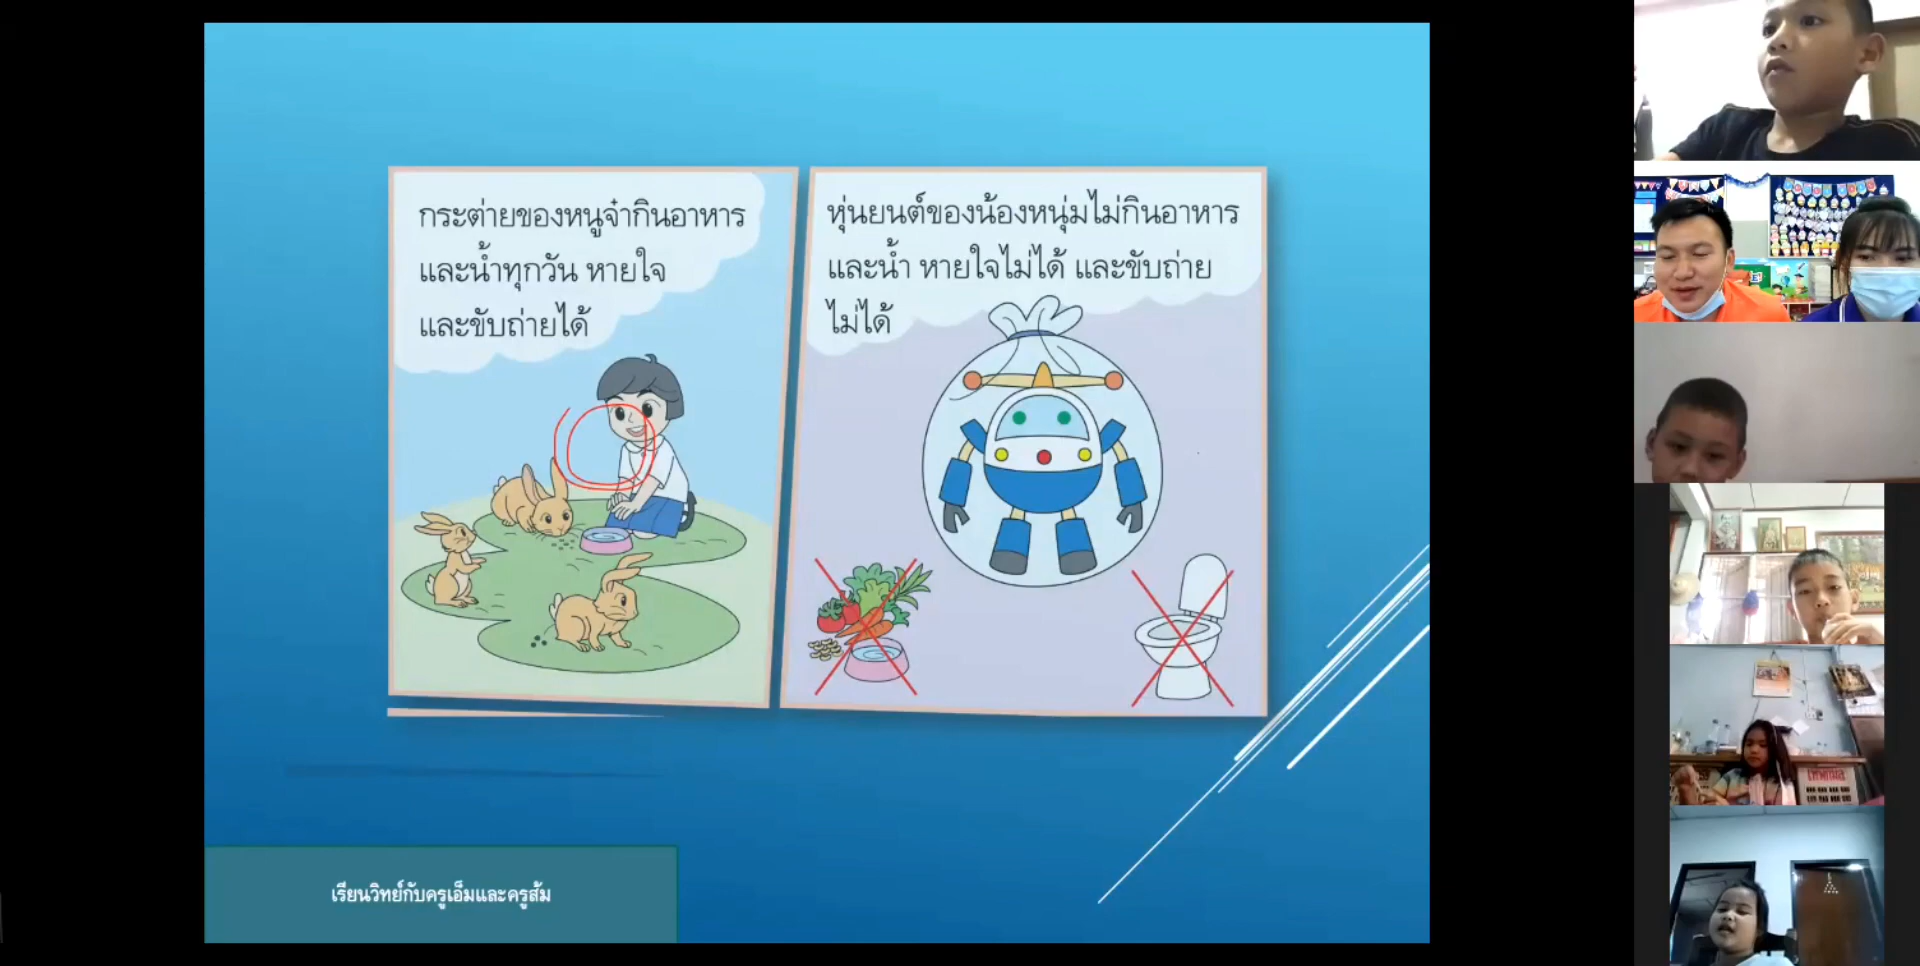 กระต่ายของหนูจ๋ากินอาหาร
และน้ำทุกวัน หายใจ
และขับถ่ายได้
หุ่นยนต์ของน้องหนุ่มไม่กินอาหาร
และน้ำ หายใจไม่ได้ และขับถ่าย
ไม่ได้
เรียนวิทย์กับครูเอ็มและครูส้ม